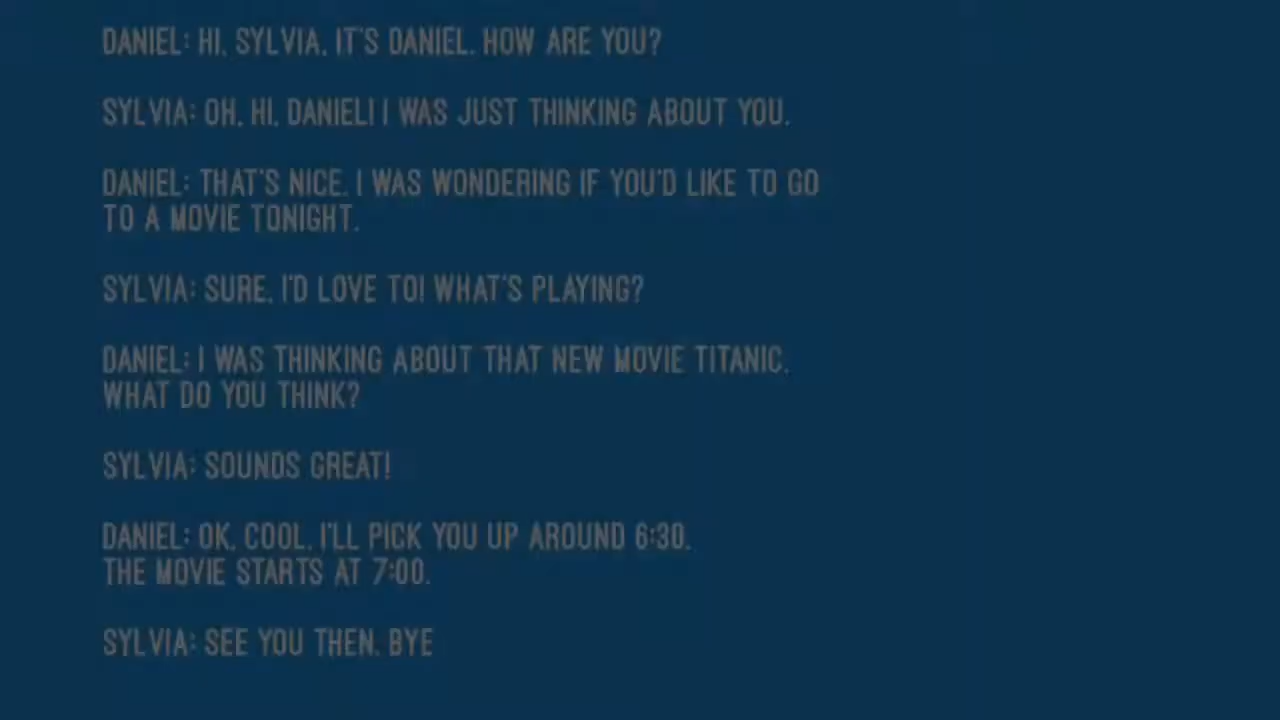 DANIEL: HI, SYLVIA, IT'S DANIEL. HOW ARE YOU?
SYLVIA: OH, HI, DANIEL! I WAS JUST THINKING ABOUT YOU.
DANIEL: THAT'S NICE. I WAS WONDERING IF YOU'D LIKE TO GO
TO A MOVIE TONIGHT.
SYLVIA: SURE, I'D LOVE TO! WHAT'S PLAYING?
DANIEL: I WAS THINKING ABOUT THAT NEW MOVIE TITANIC.
WHAT DO YOU THINK?
SYLVIA: SOUNDS GREAT!
DANIEL: OK, COOL. I'LL PICK YOU UP AROUND 6:30.
THE MOVIE STARTS AT 7:00.
SYLVIA: SEE YOU THEN. BYE